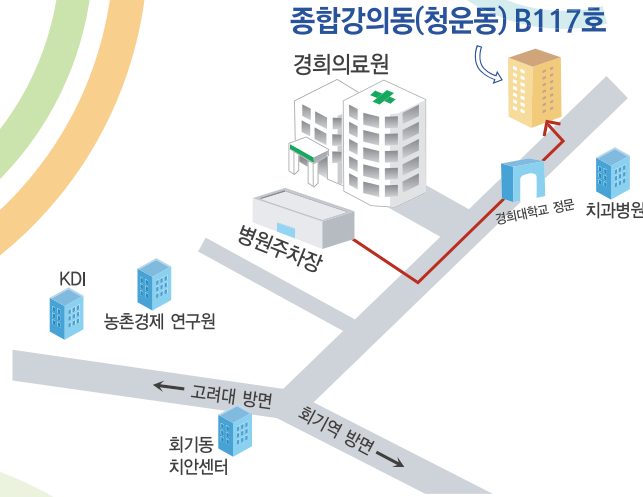 종합강의동(청운동) B117호
경희의료원
경희대학교 정문
치과병원
병원주차장
KDI
농촌경제 연구원
고려대 방면
회기역 방면
회기동
치안센터